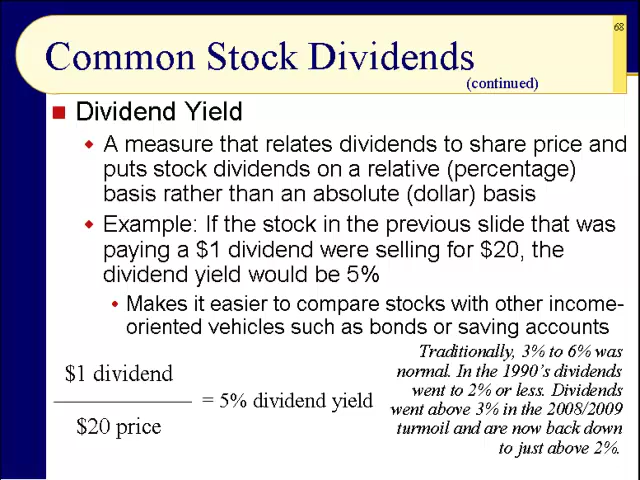 68
Common Stock Dividends
(continued)
Dividend Yield
A measure that relates dividends to share price and
puts stock dividends on a relative (percentage)
basis rather than an absolute (dollar) basis
Example: If the stock in the previous slide that was
paying a $1 dividend were selling for $20, the
dividend yield would be 5%
Makes it easier to compare stocks with other income-
oriented vehicles such as bonds or saving accounts
$1 dividend
$20 price
= 5% dividend yield
Traditionally, 3% to 6% was
normal. In the 1990's dividends
went to 2% or less. Dividends
went above 3% in the 2008/2009
turmoil and are now back down
to just above 2%.